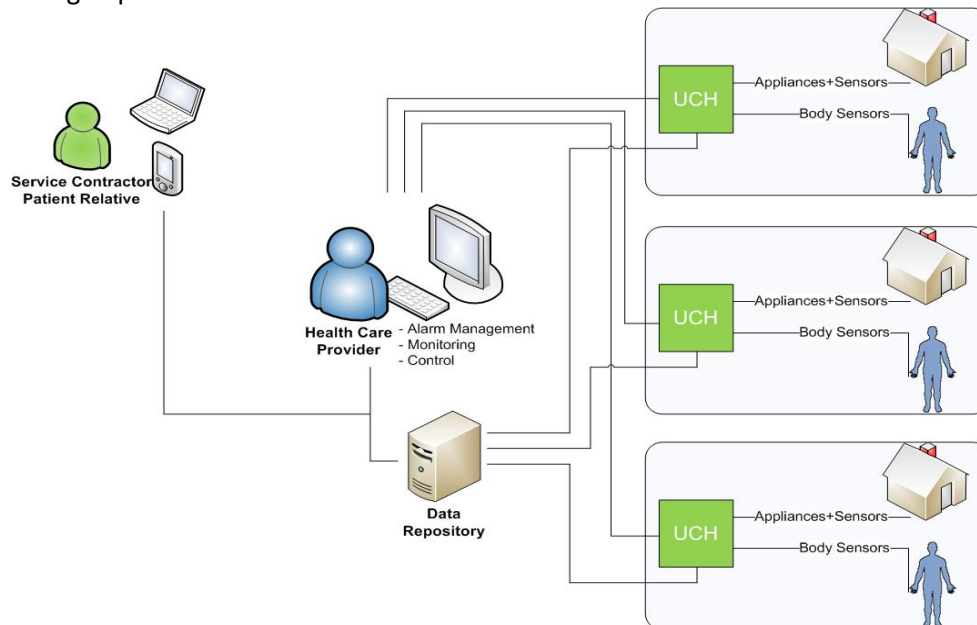 Service Contractor
Patient Relative
Health Care
Provider
- Alarm Management
- Monitoring
- Control
Data
Repository
UCH
Appliances+Sensors
Body Sensors
UCH
Appliances+Sensors
Body Sensors
UCH
Appliances+Sensors
Body Sensors